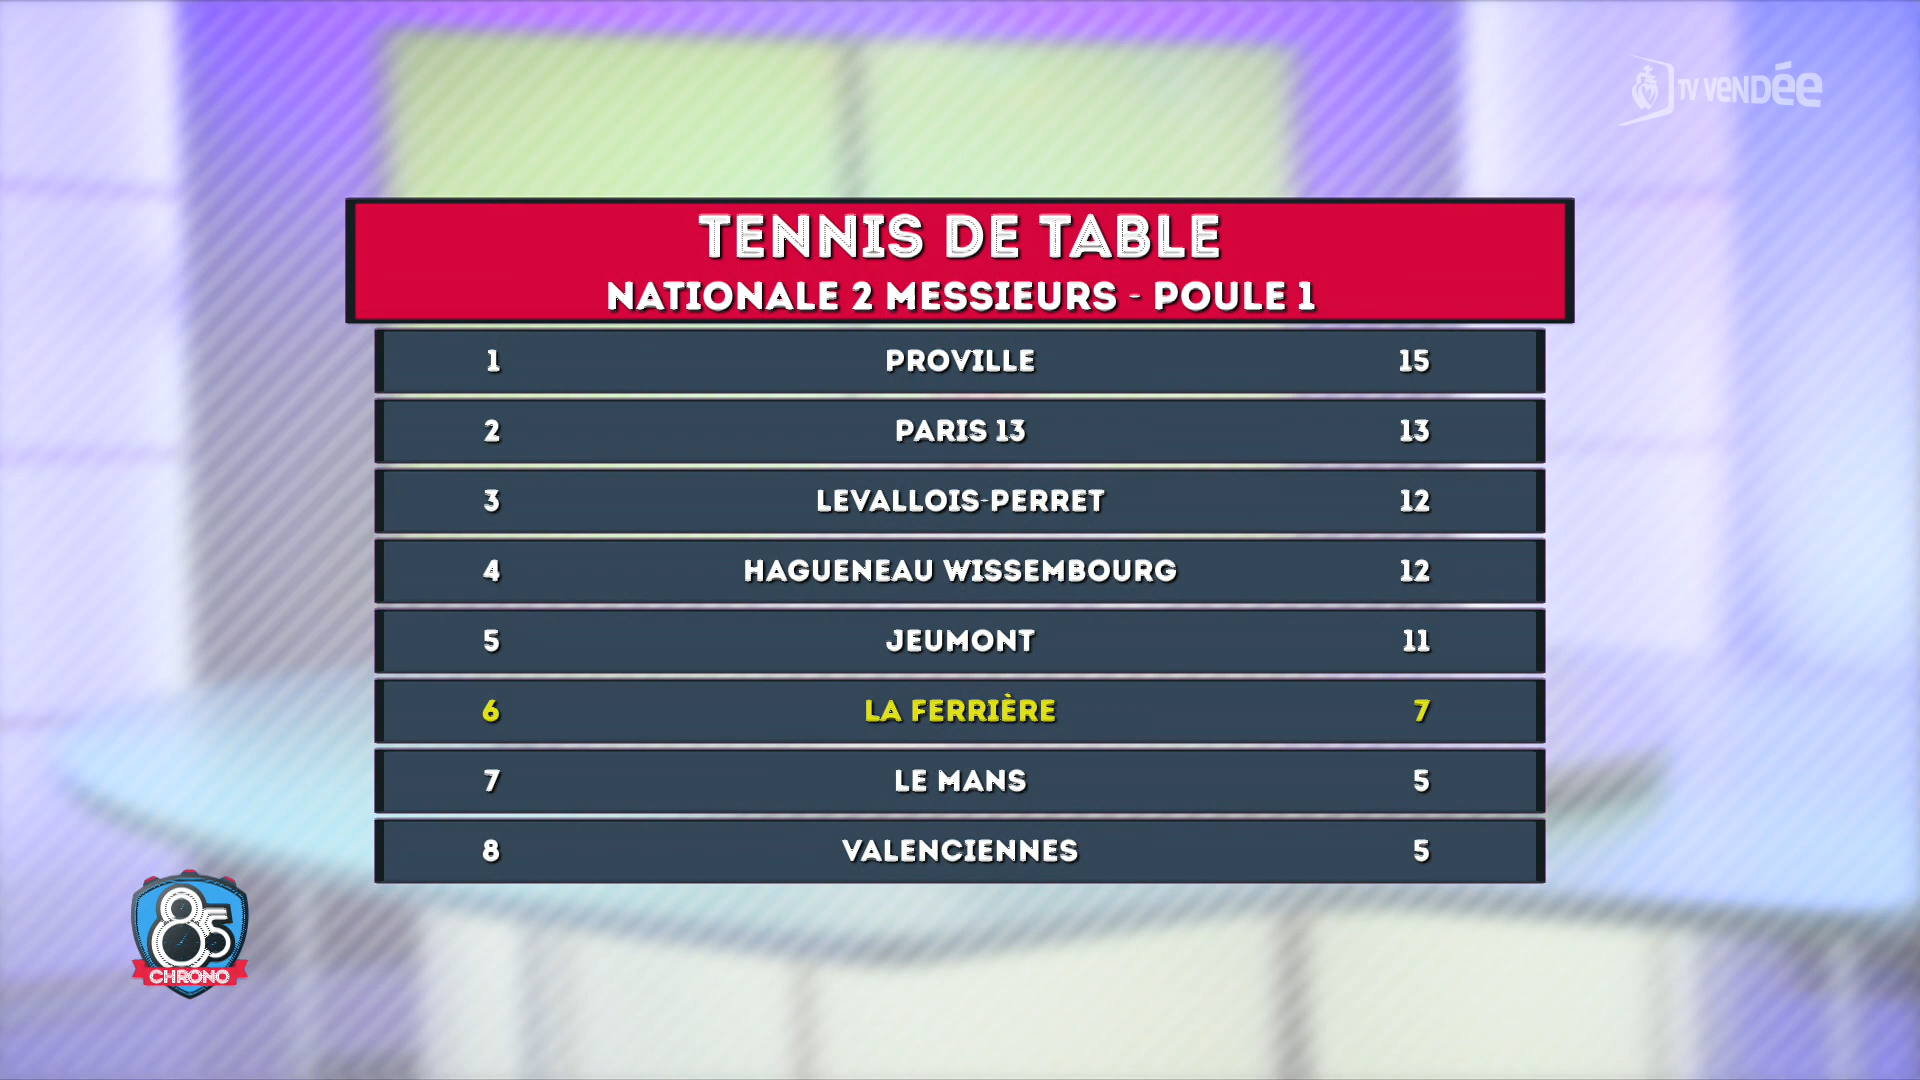 TV VENDÉE
TENNIS DE TABLE
NATIONALE 2 MESSIEURS - POULE 1
1 PROVILLE 15
2 PARIS 13 13
3 LEVALLOIS-PERRET 12
4 HAGUENEAU WISSEMBOURG 12
5 JEUMONT 11
6 LA FERRIÈRE 7
7 LE MANS 5
8 VALENCIENNES 5
85
CHRONO